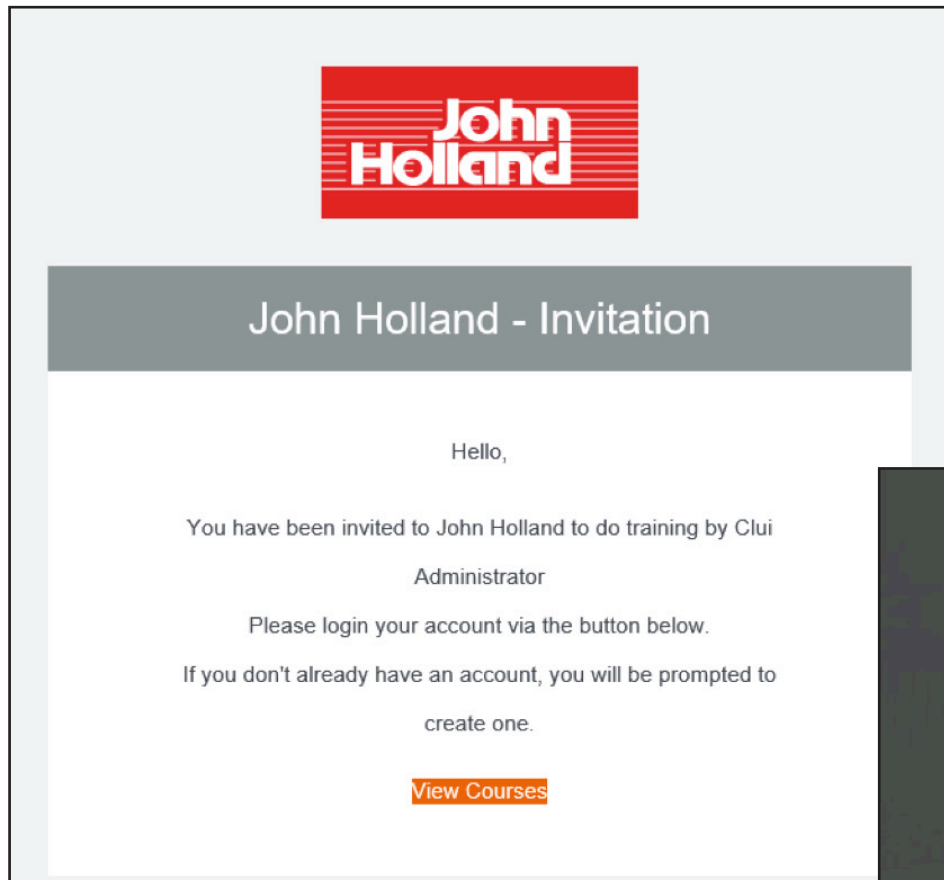 John
Holland
John Holland - Invitation
Hello,
You have been invited to John Holland to do training by Clui
Administrator
Please login your account via the button below.
If you don't already have an account, you will be prompted to
create one.
View Courses